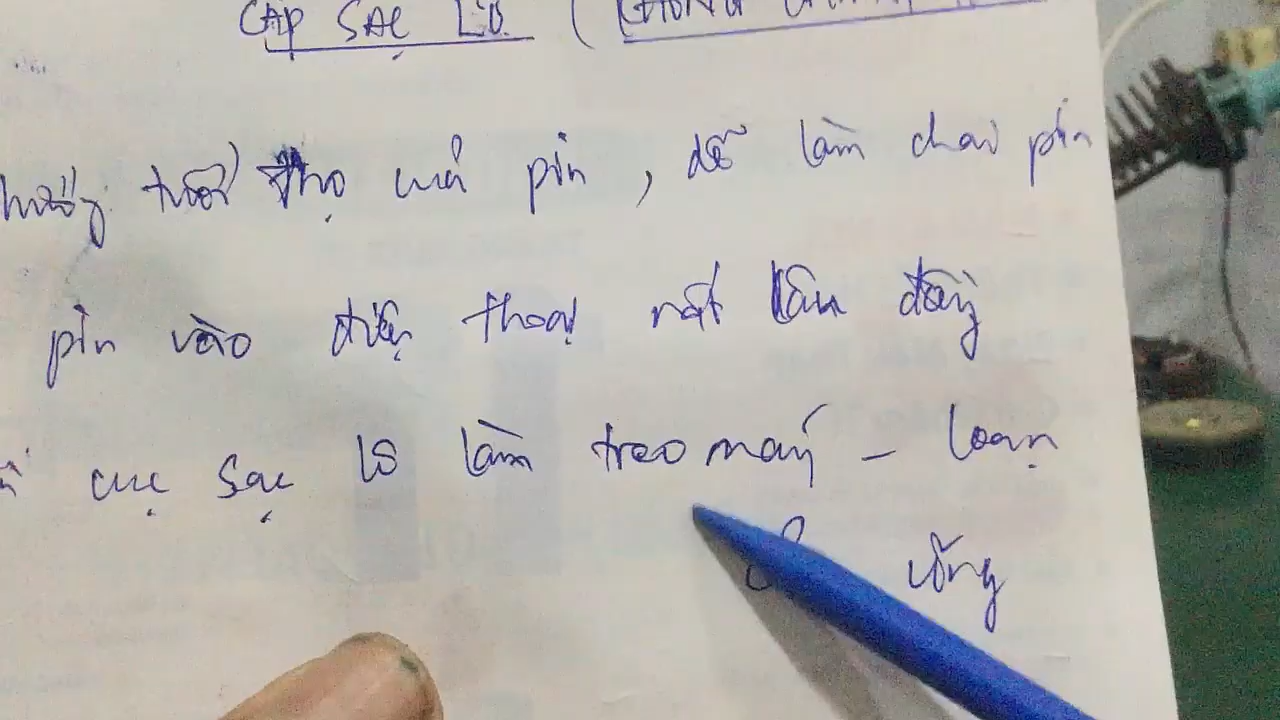 CÁP SẠC LÔ (
hưởng tuổi thọ của pin, dễ làm chai pin
pin vào điện thoại rất lâu đầy
cục sạc lô làm treo máy - loạn
cũng